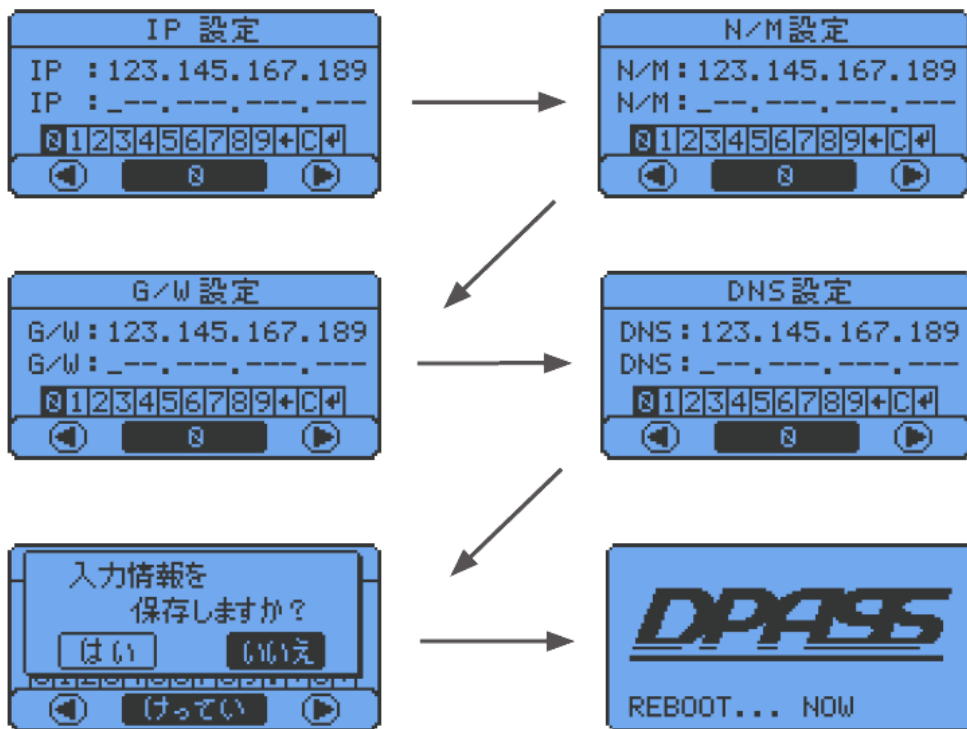 IP 設定
IP :123.145.167.189
IP :_--.---.---.---
0123456789←C↲
0
N/M設定
N/M:123.145.167.189
N/M:_--.---.---.---
0123456789←C↲
0
G/W設定
G/W:123.145.167.189
G/W:_--.---.---.---
0123456789←C↲
0
DNS設定
DNS:123.145.167.189
DNS:_--.---.---.---
0123456789←C↲
0
入力情報を
保存しますか?
はい いいえ
けってい
DPASS
REBOOT... NOW